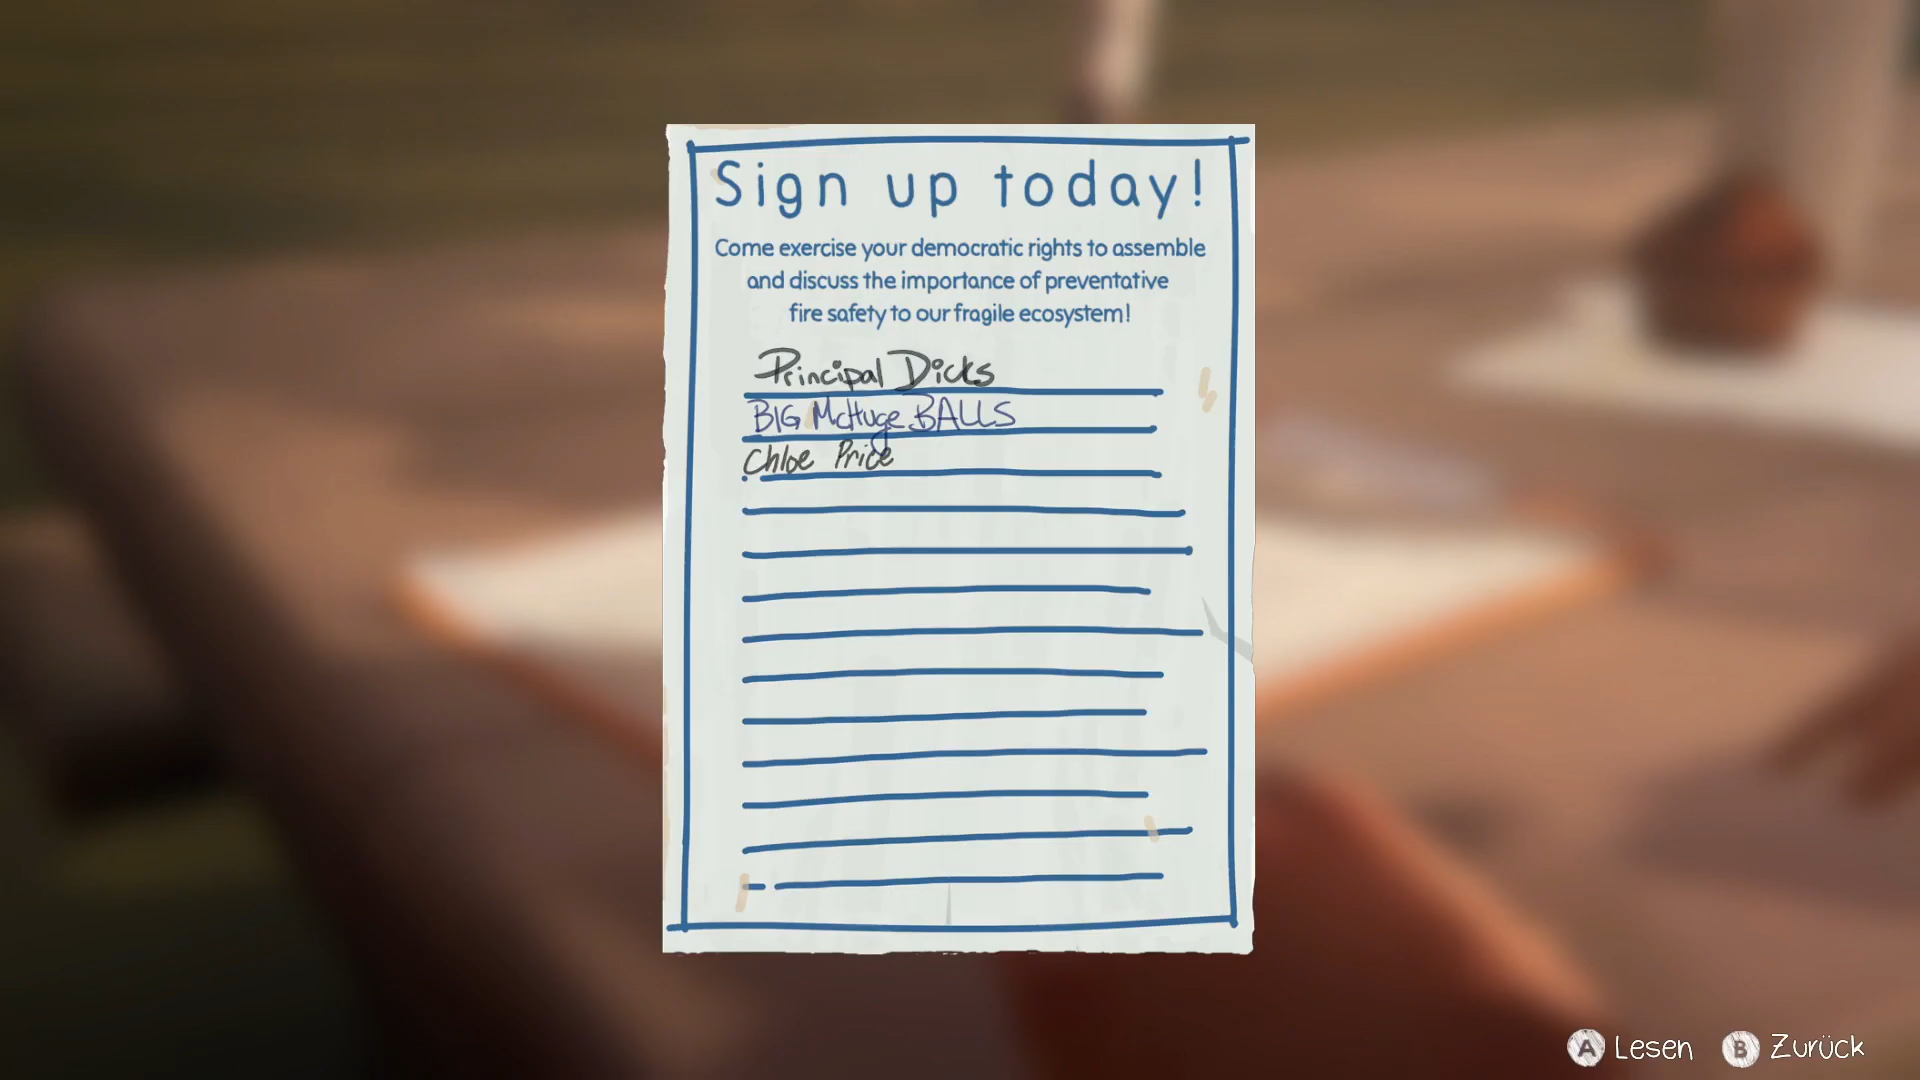 Sign up today!
Come exercise your democratic rights to assemble
and discuss the importance of preventative
fire safety to our fragile ecosystem!
Principal Dicks
BIG McHuge BALLS
Chloe Price
A Lesen B Zurück